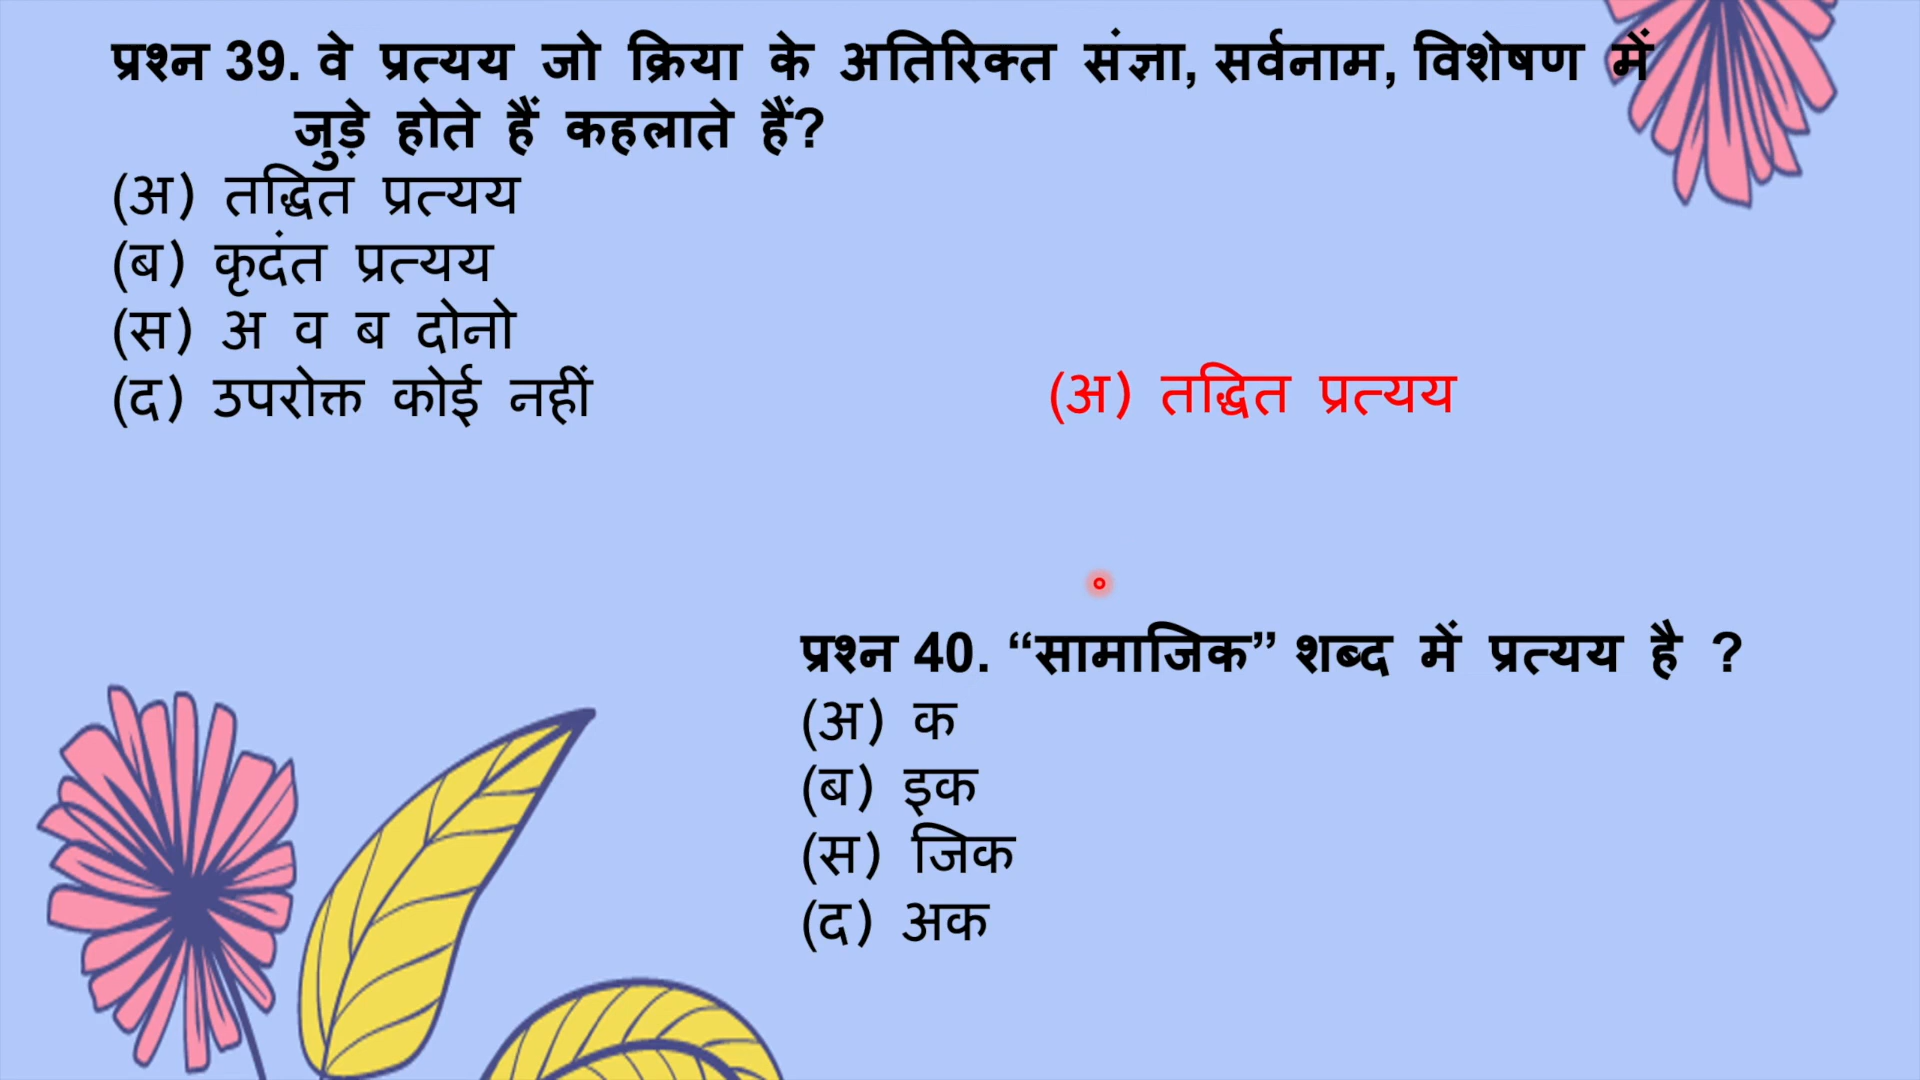 प्रश्न 39. वे प्रत्यय जो क्रिया के अतिरिक्त संज्ञा, सर्वनाम, विशेषण में
जुड़े होते हैं कहलाते हैं?
(अ) तद्धित प्रत्यय
(ब) कृदंत प्रत्यय
(स) अ व ब दोनो
(द) उपरोक्त कोई नहीं
(अ) तद्धित प्रत्यय
प्रश्न 40. “सामाजिक” शब्द में प्रत्यय है ?
(अ) क
(ब) इक
(स) जिक
(द) अक